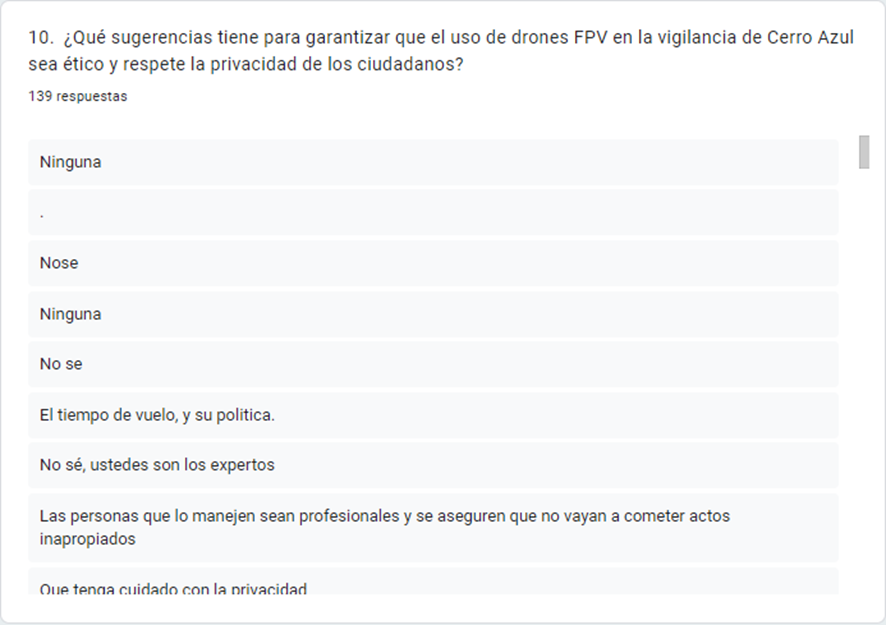 10. ¿Qué sugerencias tiene para garantizar que el uso de drones FPV en la vigilancia de Cerro Azul
sea ético y respete la privacidad de los ciudadanos?
139 respuestas
Ninguna
.
Nose
Ninguna
No se
El tiempo de vuelo, y su politica.
No sé, ustedes son los expertos
Las personas que lo manejen sean profesionales y se aseguren que no vayan a cometer actos
inapropiados
Que tenga cuidado con la privacidad